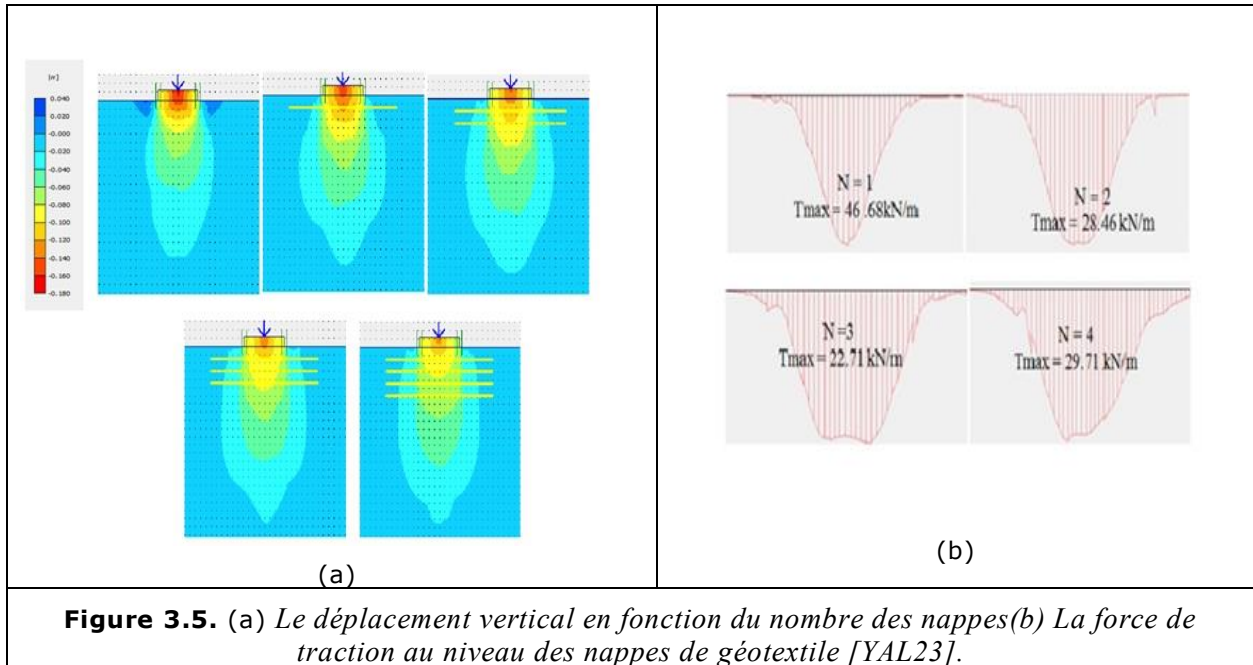 [m]
0.040
0.020
-0.000
-0.020
-0.040
-0.060
-0.080
-0.100
-0.120
-0.140
-0.160
-0.180
(a)
N = 1
Tmax = 46 .68kN/m
N = 2
Tmax = 28.46 kN/m
N =3
Tmax = 22.71 kN/m
N = 4
Tmax = 29.71 kN/m
(b)
Figure 3.5. (a) Le déplacement vertical en fonction du nombre des nappes(b) La force de
traction au niveau des nappes de géotextile [YAL23].